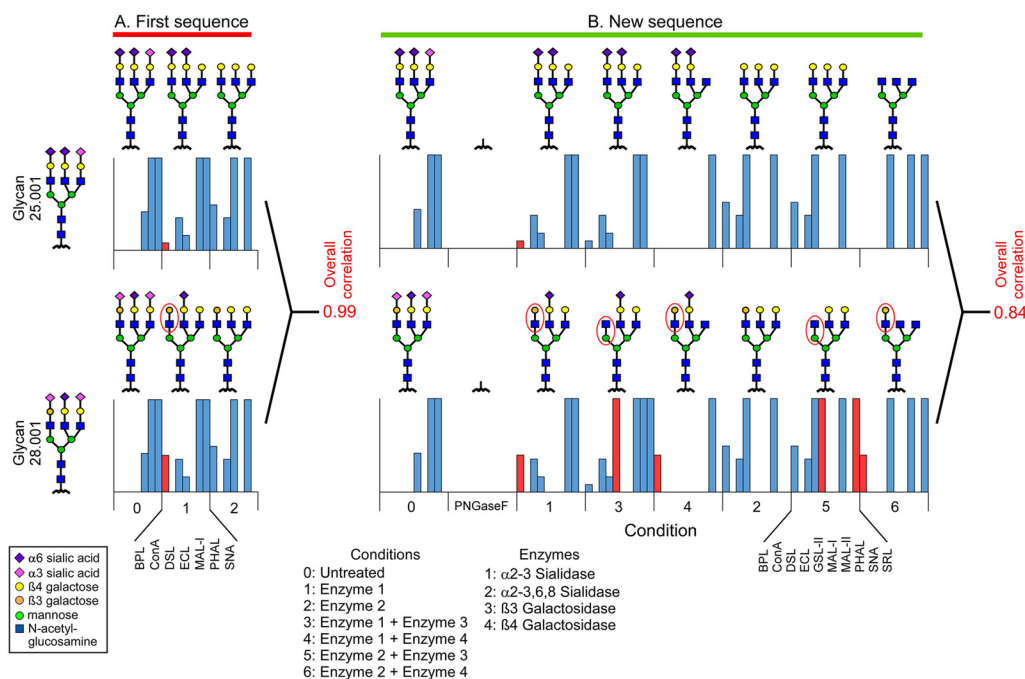 A. First sequence
B. New sequence
Glycan
25.001
Overall
correlation
0.99
Overall
correlation
0.84
Glycan
28.001
0
1
2
0
PNGaseF
1
3
4
2
5
6
Condition
BPL
ConA
DSL
ECL
MAL-I
PHAL
SNA
BPL
ConA
DSL
ECL
GSL-II
MAL-I
MAL-II
PHAL
SNA
SRL
α6 sialic acid
α3 sialic acid
ß4 galactose
ß3 galactose
mannose
N-acetyl-
glucosamine
Conditions
0: Untreated
1: Enzyme 1
2: Enzyme 2
3: Enzyme 1 + Enzyme 3
4: Enzyme 1 + Enzyme 4
5: Enzyme 2 + Enzyme 3
6: Enzyme 2 + Enzyme 4
Enzymes
1: α2-3 Sialidase
2: α2-3,6,8 Sialidase
3: ß3 Galactosidase
4: ß4 Galactosidase